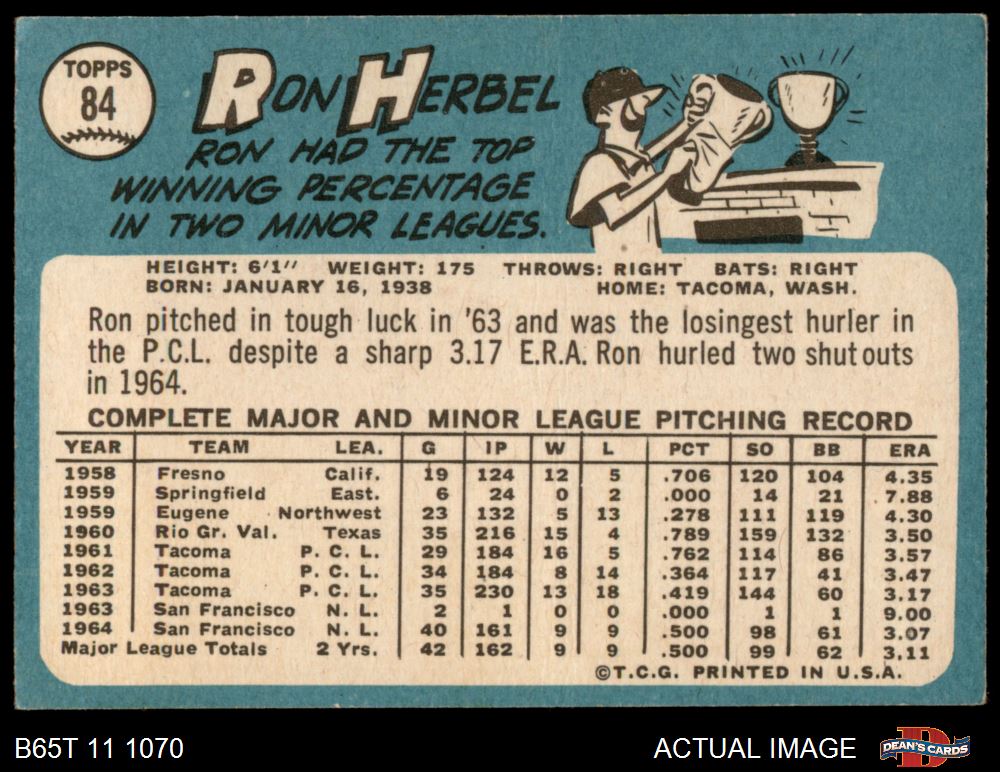 TOPPS
84
RON HERBEL
RON HAD THE TOP
WINNING PERCENTAGE
IN TWO MINOR LEAGUES.
HEIGHT: 6'1" WEIGHT: 175 THROWS: RIGHT BATS: RIGHT
BORN: JANUARY 16, 1938 HOME: TACOMA, WASH.
Ron pitched in tough luck in '63 and was the losingest hurler in
the P.C.L. despite a sharp 3.17 E.R.A. Ron hurled two shutouts
in 1964.
COMPLETE MAJOR AND MINOR LEAGUE PITCHING RECORD
YEAR TEAM LEA. G IP W L PCT SO BB ERA
1958 Fresno Calif. 19 124 12 5 .706 120 104 4.35
1959 Springfield East. 6 24 0 2 .000 14 21 7.88
1959 Eugene Northwest 23 132 5 13 .278 111 119 4.30
1960 Rio Gr. Val. Texas 35 216 15 4 .789 159 132 3.50
1961 Tacoma P. C. L. 29 184 16 5 .762 114 86 3.57
1962 Tacoma P. C. L. 34 184 8 14 .364 117 41 3.47
1963 Tacoma P. C. L. 35 230 13 18 .419 144 60 3.17
1963 San Francisco N. L. 2 1 0 0 .000 1 1 9.00
1964 San Francisco N. L. 40 161 9 9 .500 98 61 3.07
Major League Totals 2 Yrs. 42 162 9 9 .500 99 62 3.11
©T.C.G. PRINTED IN U.S.A.
B65T 11 1070 ACTUAL IMAGE D DEAN'S CARDS